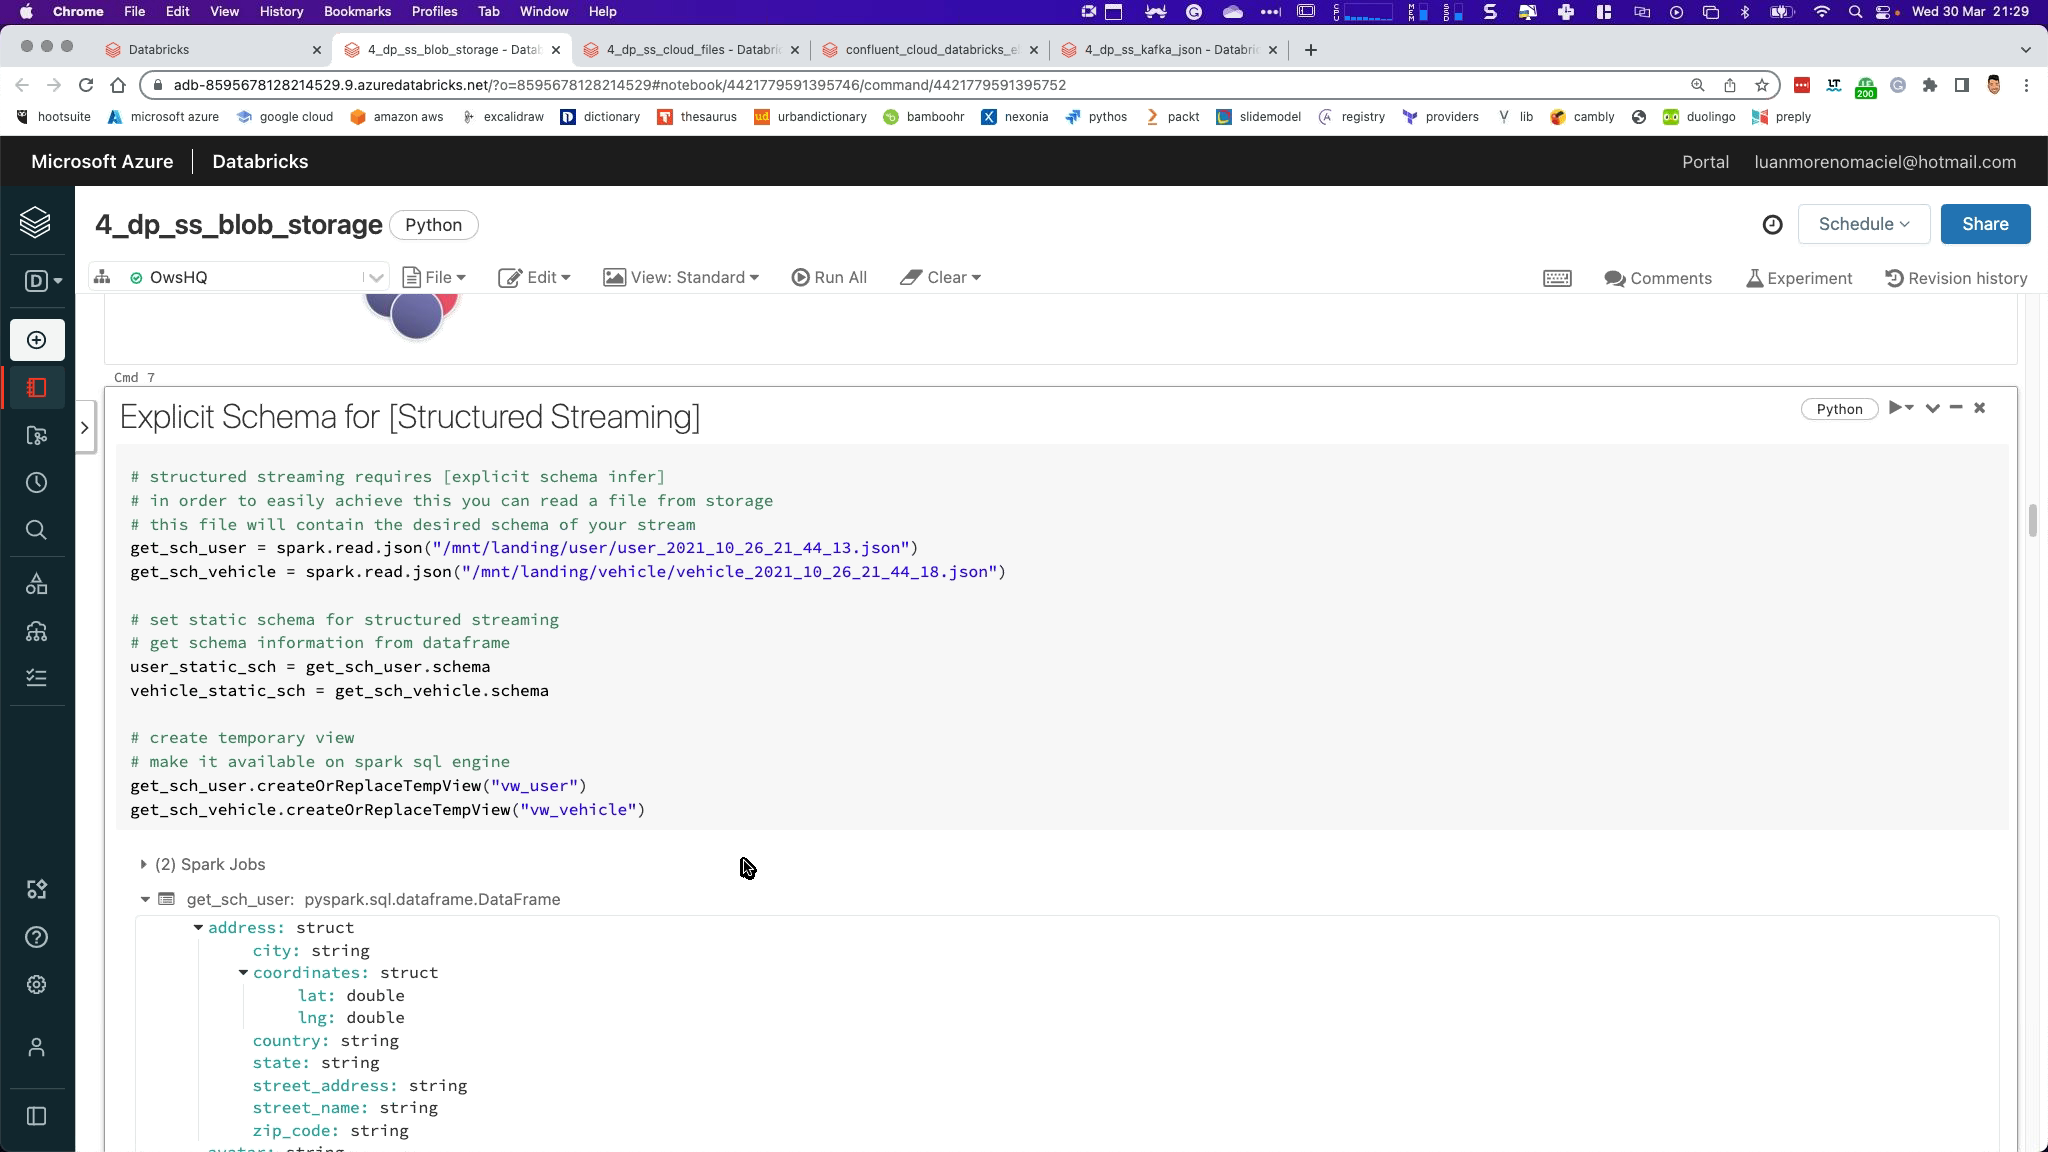 Chrome File Edit View History Bookmarks Profiles Tab Window Help Wed 30 Mar 21:29
Databricks 4_dp_ss_blob_storage - Datab 4_dp_ss_cloud_files - Databric confluent_cloud_databricks_e 4_dp_ss_kafka_json - Databric
adb-8595678128214529.9.azuredatabricks.net/?o=8595678128214529#notebook/4421779591395746/command/4421779591395752
200
hootsuite microsoft azure google cloud amazon aws excalidraw dictionary thesaurus urbandictionary bamboohr nexonia pythos packt slidemodel registry providers lib cambly duolingo preply
Microsoft Azure Databricks Portal luanmorenomaciel@hotmail.com
4_dp_ss_blob_storage Python Schedule Share
D
OwsHQ File Edit View: Standard Run All Clear Comments Experiment Revision history
Cmd 7
Explicit Schema for [Structured Streaming] Python
# structured streaming requires [explicit schema infer]
# in order to easily achieve this you can read a file from storage
# this file will contain the desired schema of your stream
get_sch_user = spark.read.json("/mnt/landing/user/user_2021_10_26_21_44_13.json")
get_sch_vehicle = spark.read.json("/mnt/landing/vehicle/vehicle_2021_10_26_21_44_18.json")
# set static schema for structured streaming
# get schema information from dataframe
user_static_sch = get_sch_user.schema
vehicle_static_sch = get_sch_vehicle.schema
# create temporary view
# make it available on spark sql engine
get_sch_user.createOrReplaceTempView("vw_user")
get_sch_vehicle.createOrReplaceTempView("vw_vehicle")
(2) Spark Jobs
get_sch_user: pyspark.sql.dataframe.DataFrame
address: struct
city: string
coordinates: struct
lat: double
lng: double
country: string
state: string
street_address: string
street_name: string
zip_code: string
avatar: string